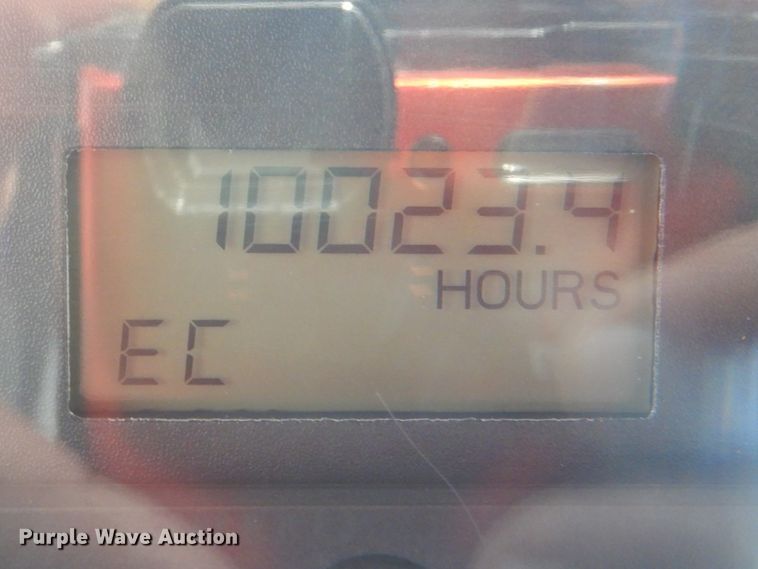 10023.4
HOURS
EC
Purple Wave Auction